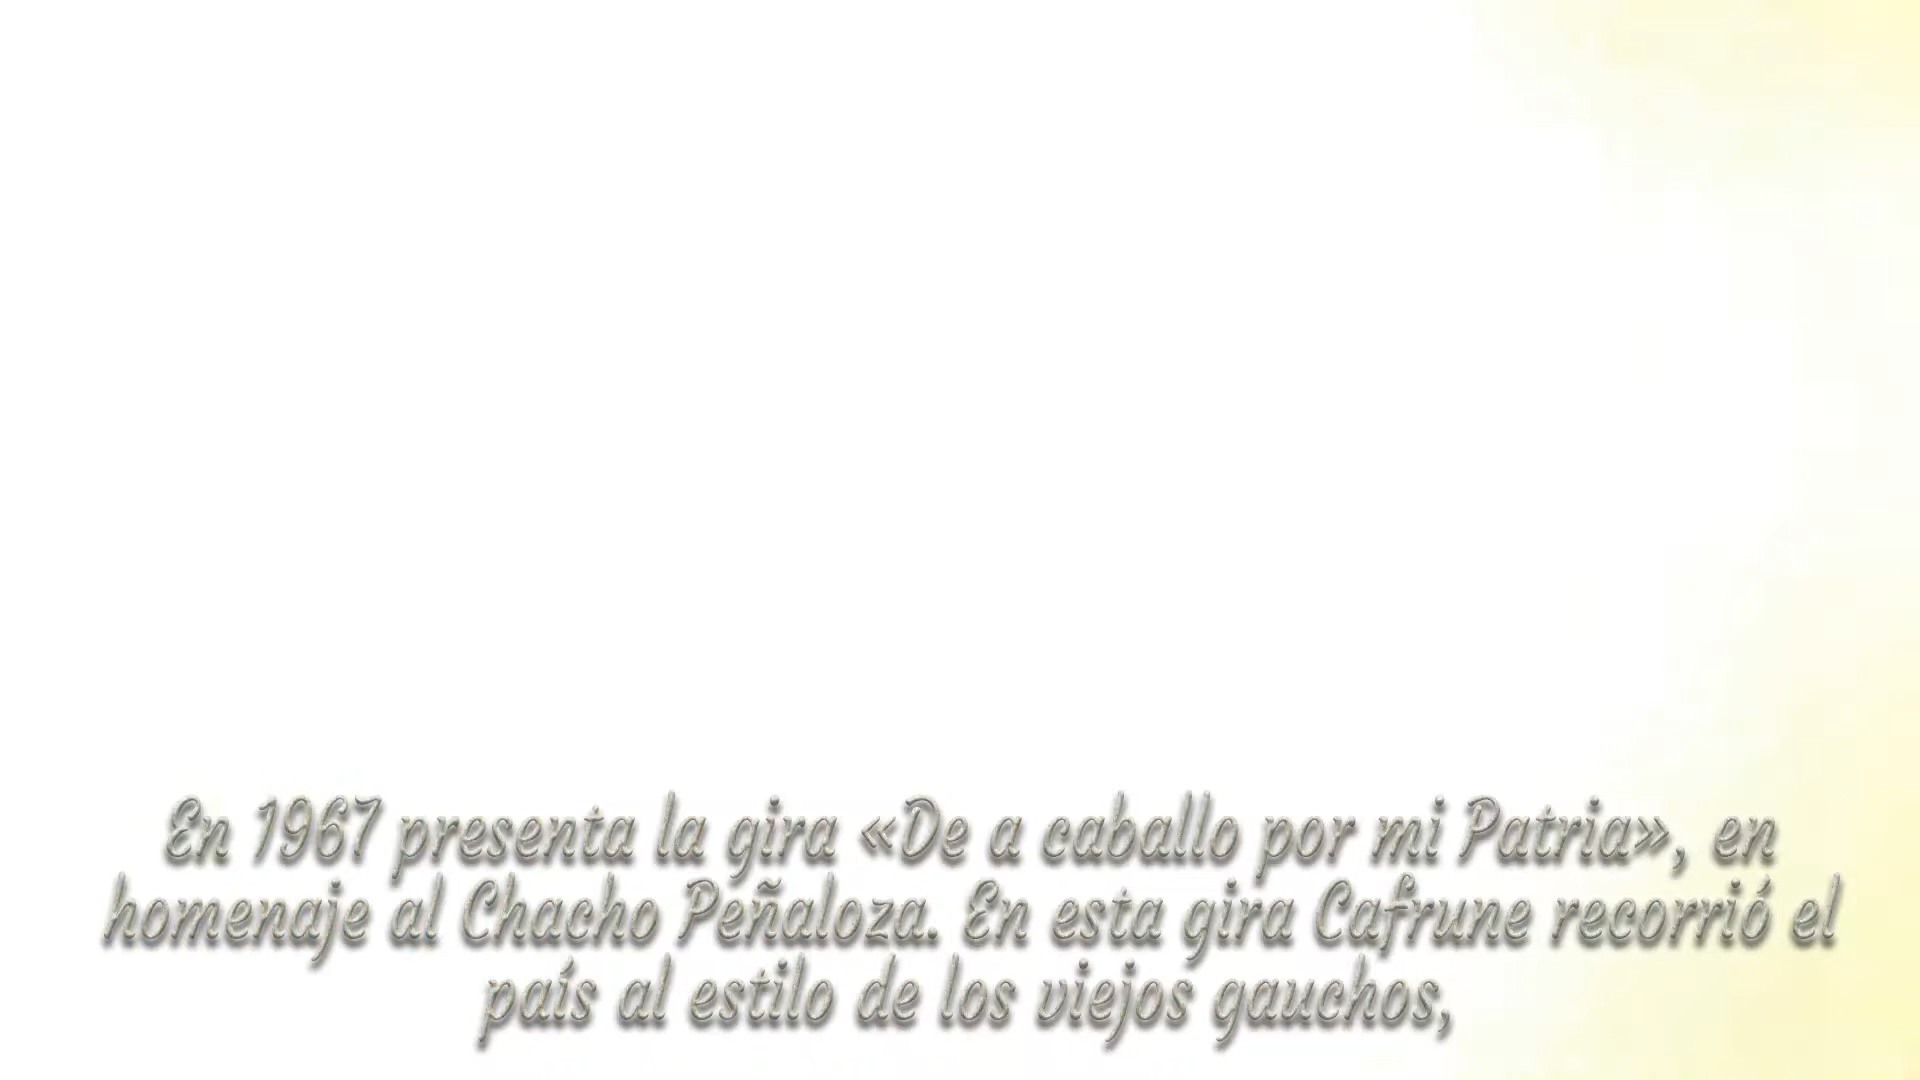 En 1967 presenta la gira «De a caballo por mi Patria», en
homenaje al Chacho Peñaloza. En esta gira Cafrune recorrió el
país al estilo de los viejos gauchos,